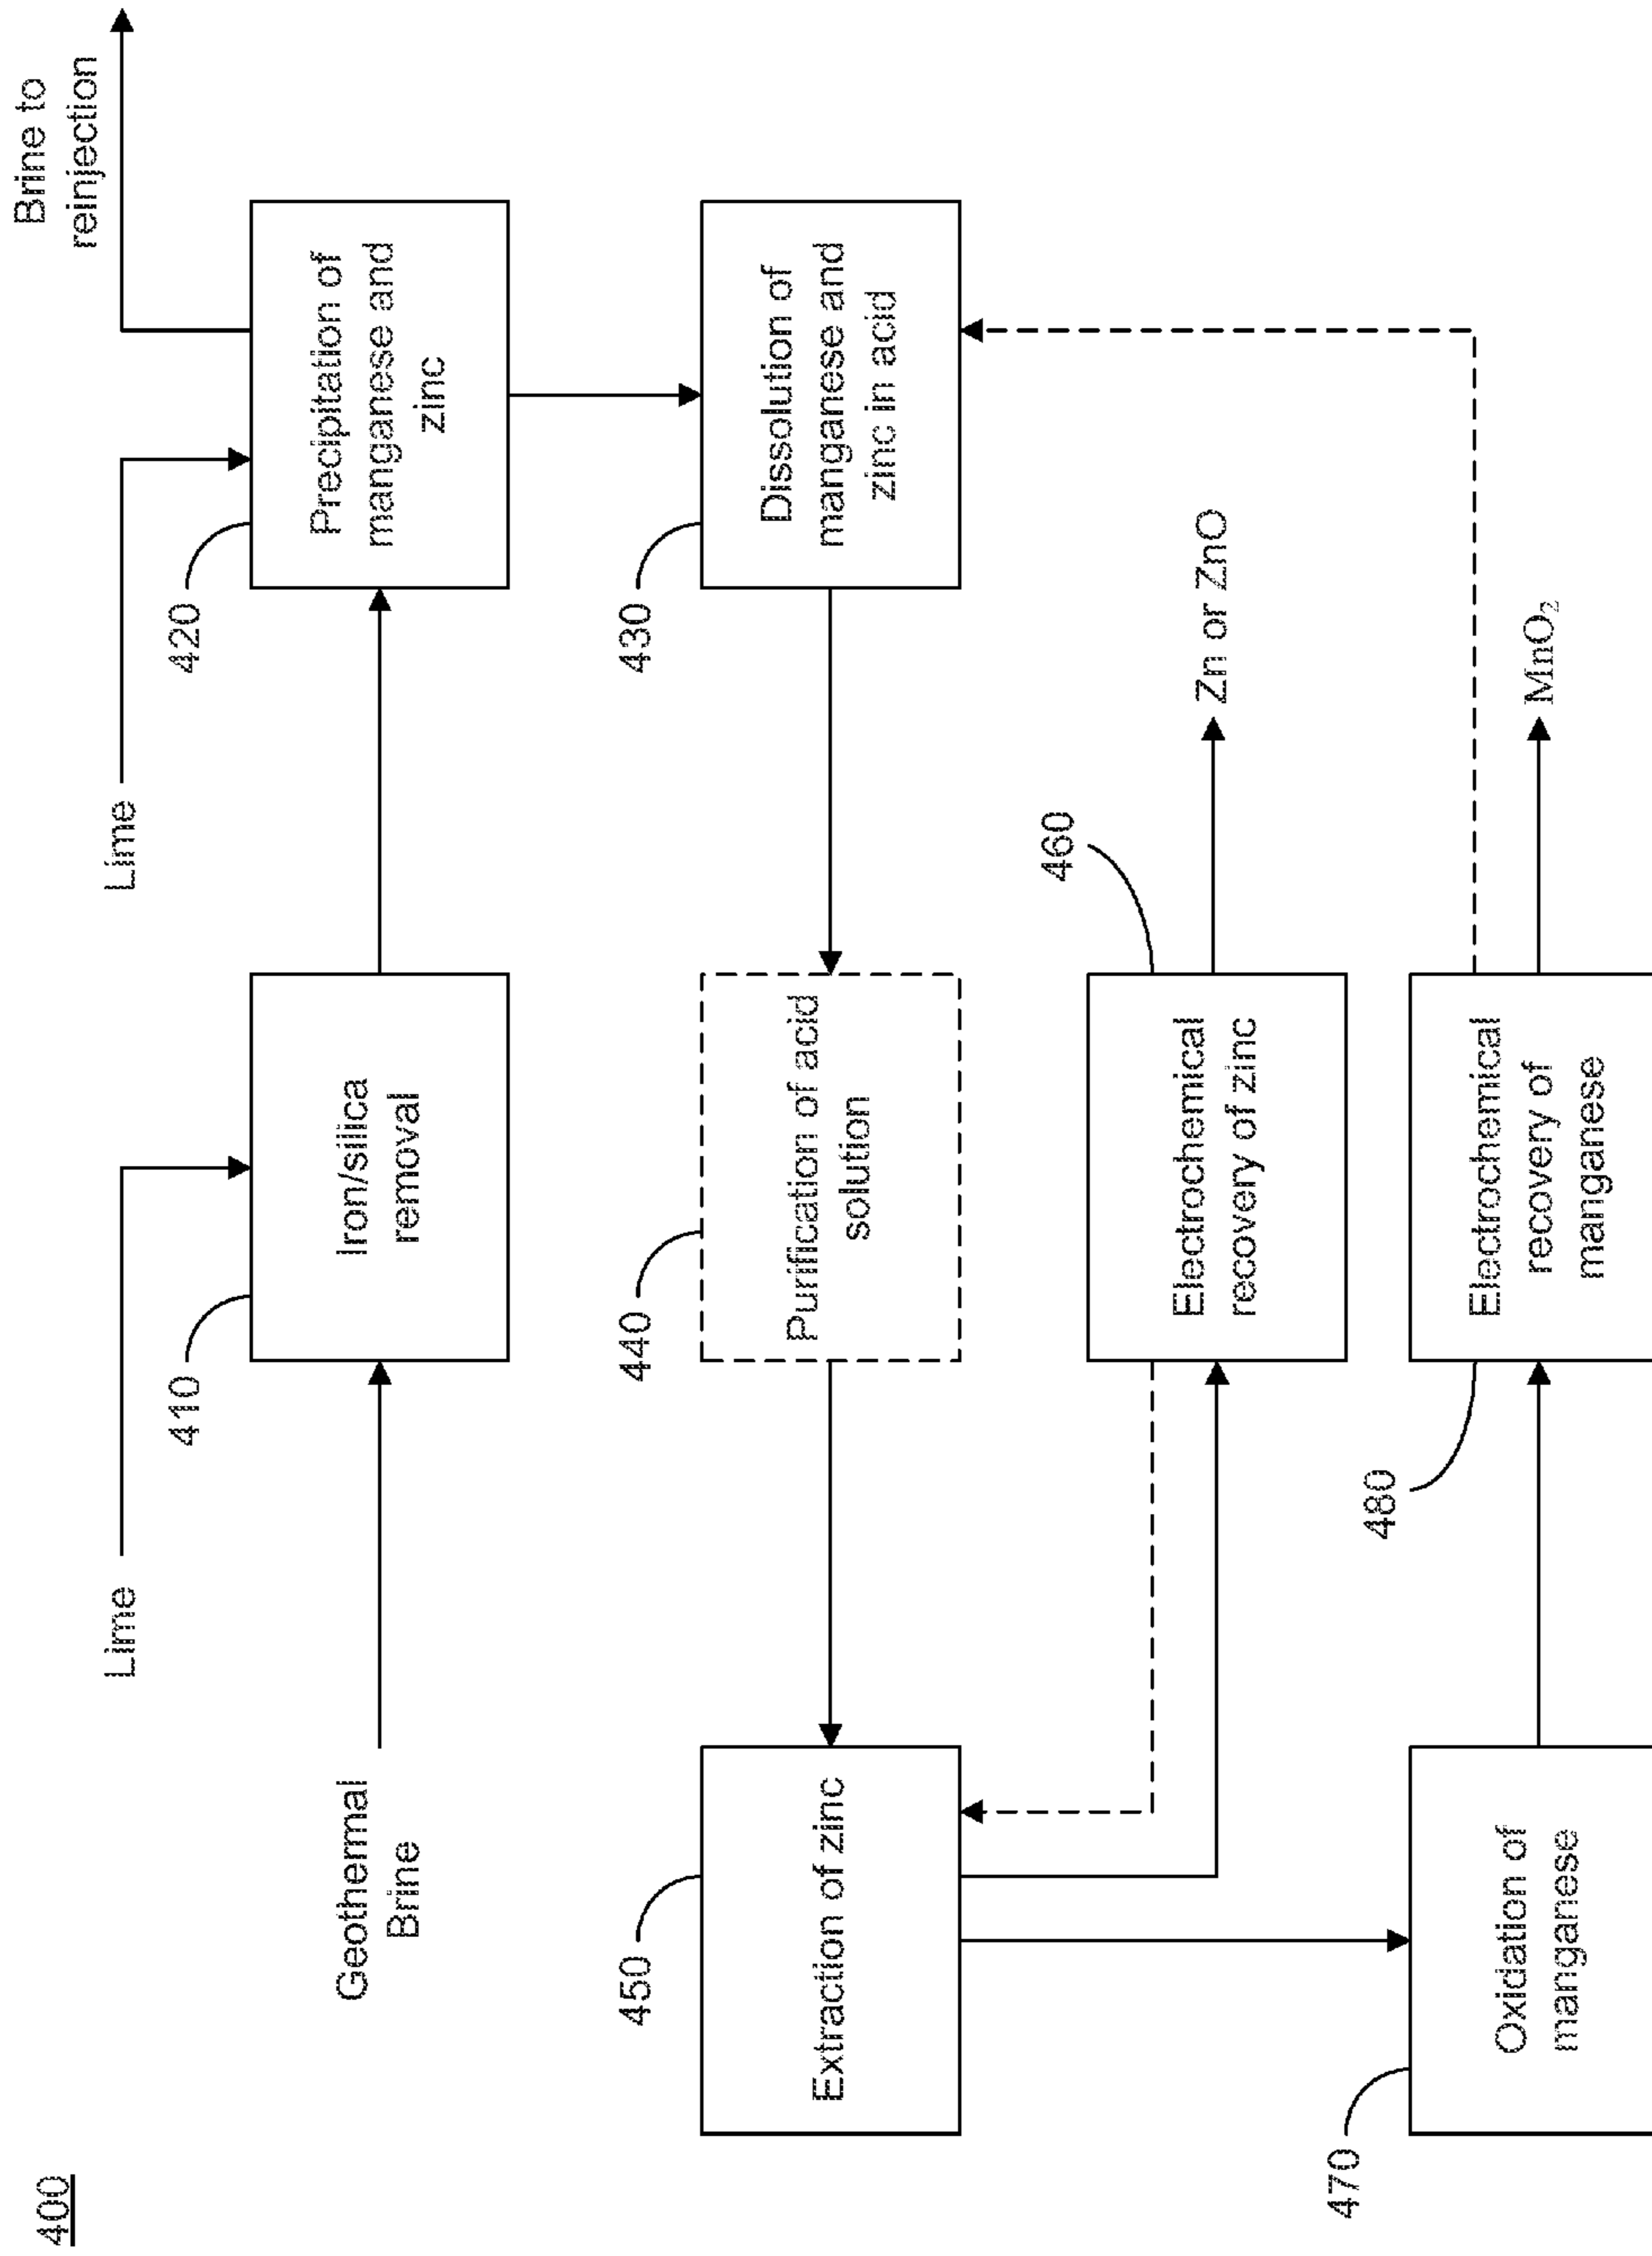 400
Lime
Lime
Brine to
reinjection
410
420
Geothermal
Brine
Iron/silica
removal
Precipitation of
manganese and
zinc
450
440
430
Extraction of zinc
Purification of acid
solution
Dissolution of
manganese and
zinc in acid
460
Electrochemical
recovery of zinc
Zn or ZnO
470
480
Oxidation of
manganese
Electrochemical
recovery of
manganese
MnO₂